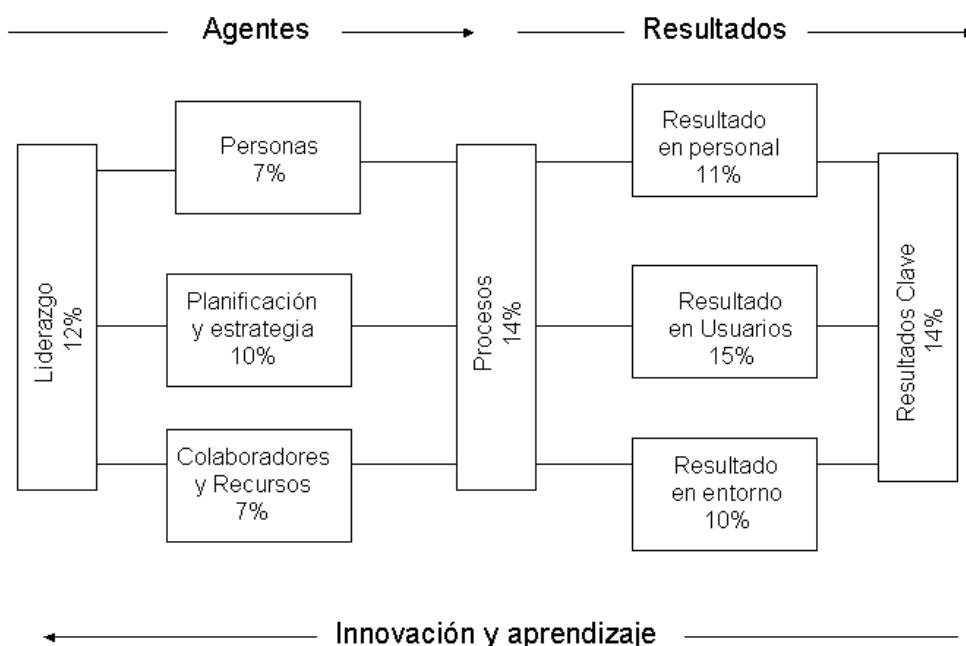 Agentes
Resultados
Liderazgo
12%
Personas
7%
Planificación
y estrategia
10%
Colaboradores
y Recursos
7%
Procesos
14%
Resultado
en personal
11%
Resultado
en Usuarios
15%
Resultado
en entorno
10%
Resultados Clave
14%
Innovación y aprendizaje